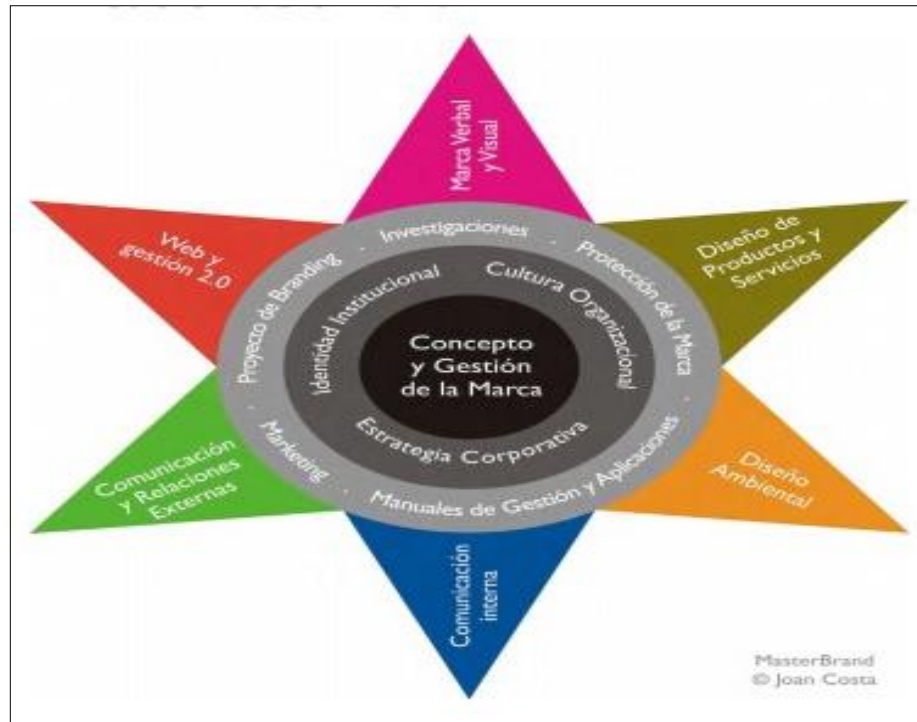 Marca Verbal
y Visual
Diseño de
Productos y
Servicios
Diseño
Ambiental
Comunicación
interna
Comunicación
y Relaciones
Externas
Web y
gestión 2.0
Proyecto de Branding · Investigaciones · Protección de la Marca · Manuales de Gestión y Aplicaciones · Marketing ·
Identidad Institucional
Cultura Organizacional
Estrategia Corporativa
Concepto
y Gestión
de la Marca
MasterBrand
© Joan Costa